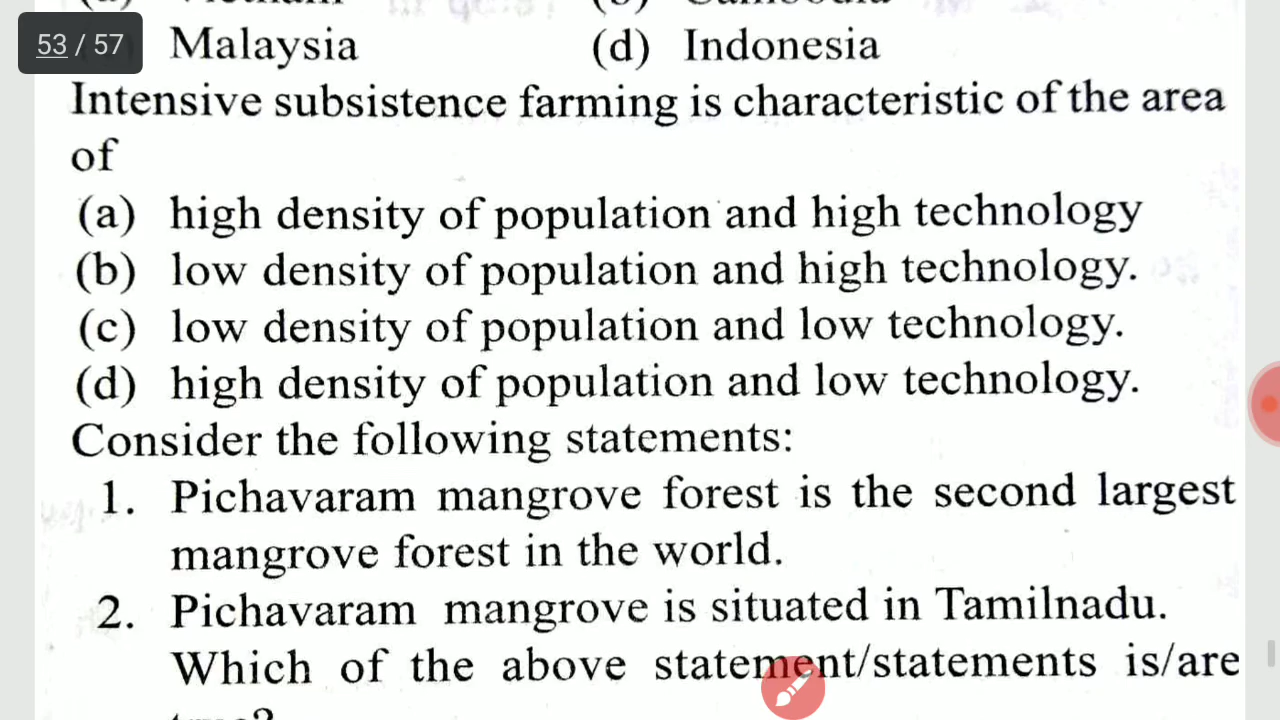 53 / 57
Malaysia (d) Indonesia
Intensive subsistence farming is characteristic of the area
of
(a) high density of population and high technology
(b) low density of population and high technology.
(c) low density of population and low technology.
(d) high density of population and low technology.
Consider the following statements:
1. Pichavaram mangrove forest is the second largest
mangrove forest in the world.
2. Pichavaram mangrove is situated in Tamilnadu.
Which of the above statement/statements is/are